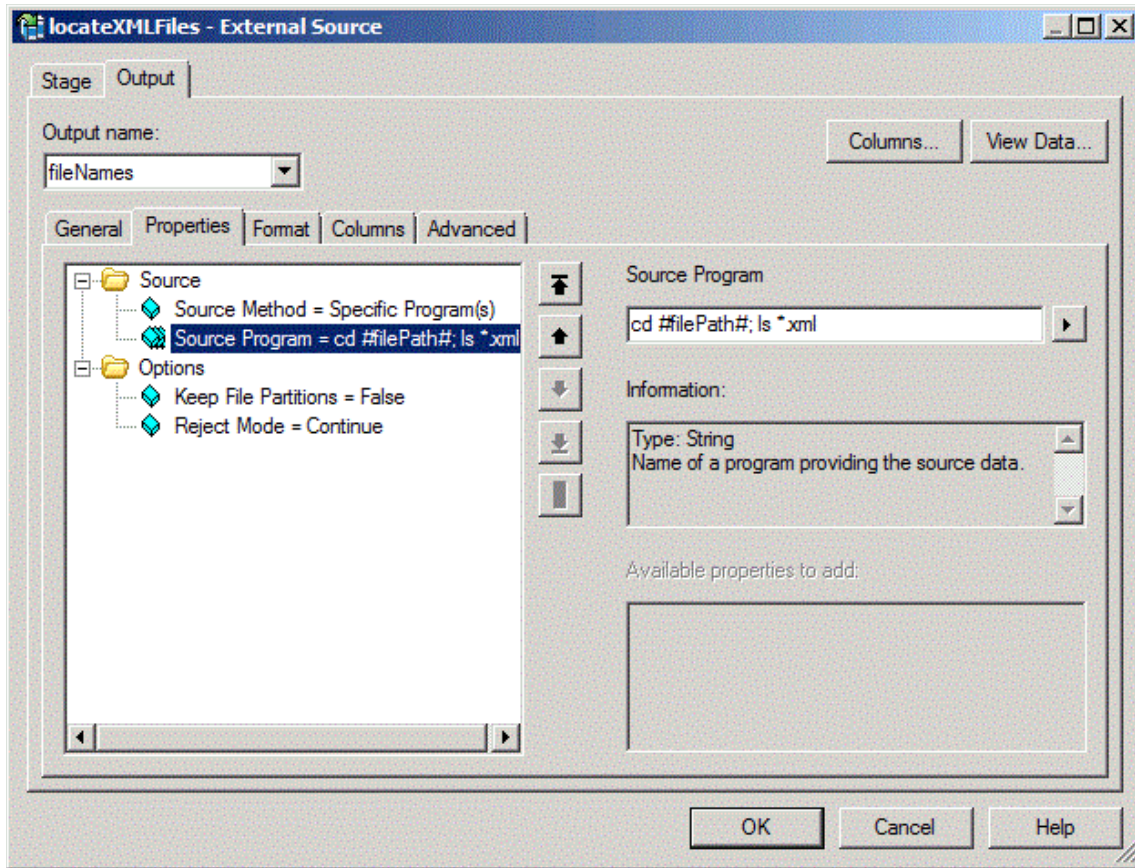 locateXMLFiles - External Source
Stage
Output
Output name:
Columns...
View Data...
fileNames
General
Properties
Format
Columns
Advanced
Source
Source Method = Specific Program(s)
Source Program = cd #filePath#; ls *.xml
Options
Keep File Partitions = False
Reject Mode = Continue
Source Program
cd #filePath#; ls *.xml
Information:
Type: String
Name of a program providing the source data.
Available properties to add:
OK
Cancel
Help